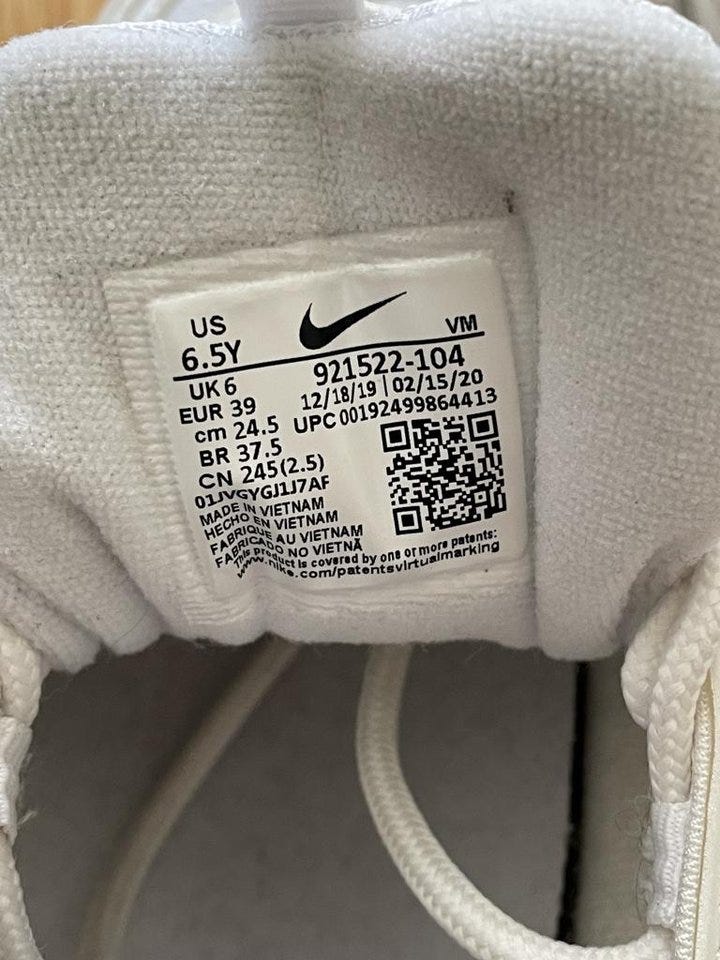 US
6.5Y
VM
UK 6
EUR 39
cm 24.5
BR 37.5
CN 245(2.5)
921522-104
12/18/19 | 02/15/20
UPC 00192499864413
01JVGYGJ1J7AF
MADE IN VIETNAM
HECHO EN VIETNAM
FABRIQUE AU VIETNAM
FABRICADO NO VIETNÃ
This product is covered by one or more patents:
www.nike.com/patentsvirtualmarking